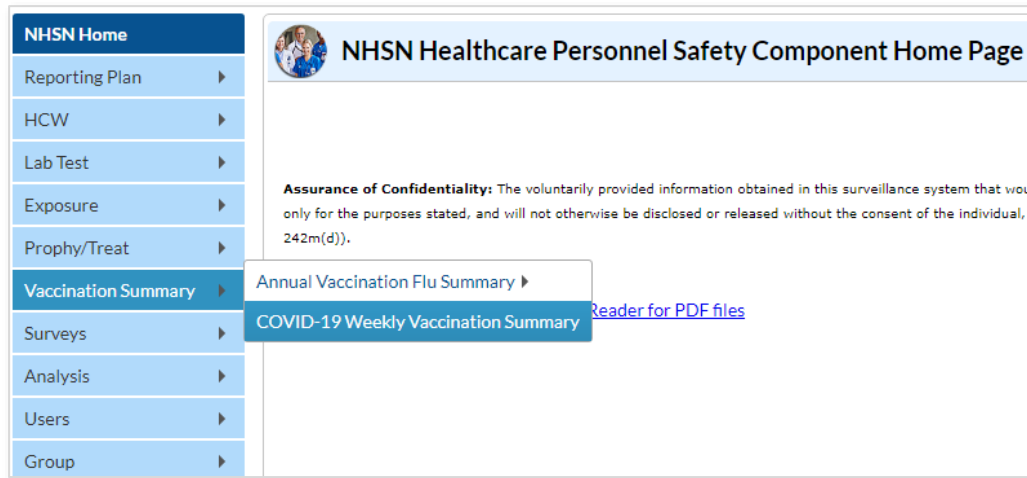 NHSN Home
Reporting Plan
HCW
Lab Test
Exposure
Prophy/Treat
Vaccination Summary
Surveys
Analysis
Users
Group
Annual Vaccination Flu Summary
COVID-19 Weekly Vaccination Summary
NHSN Healthcare Personnel Safety Component Home Page
Assurance of Confidentiality: The voluntarily provided information obtained in this surveillance system that
only for the purposes stated, and will not otherwise be disclosed or released without the consent of the individual,
242m(d)).
Reader for PDF files